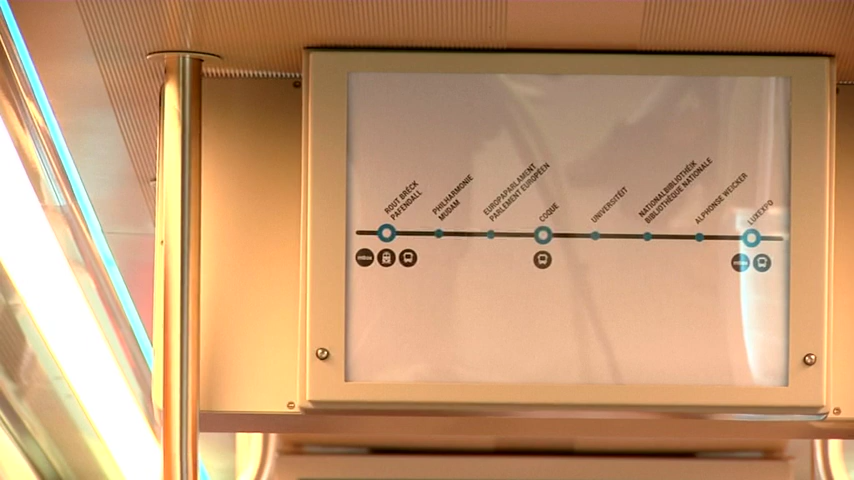 ROUT BRÉCK
PAFENDALL
PHILHARMONIE
MUDAM
EUROPAPARLAMENT
PARLEMENT EUROPÉEN
COQUE
UNIVERSITÉIT
NATIONALBIBLIOTHÉIK
BIBLIOTHÈQUE NATIONALE
ALPHONSE WEICKER
LUXEXPO